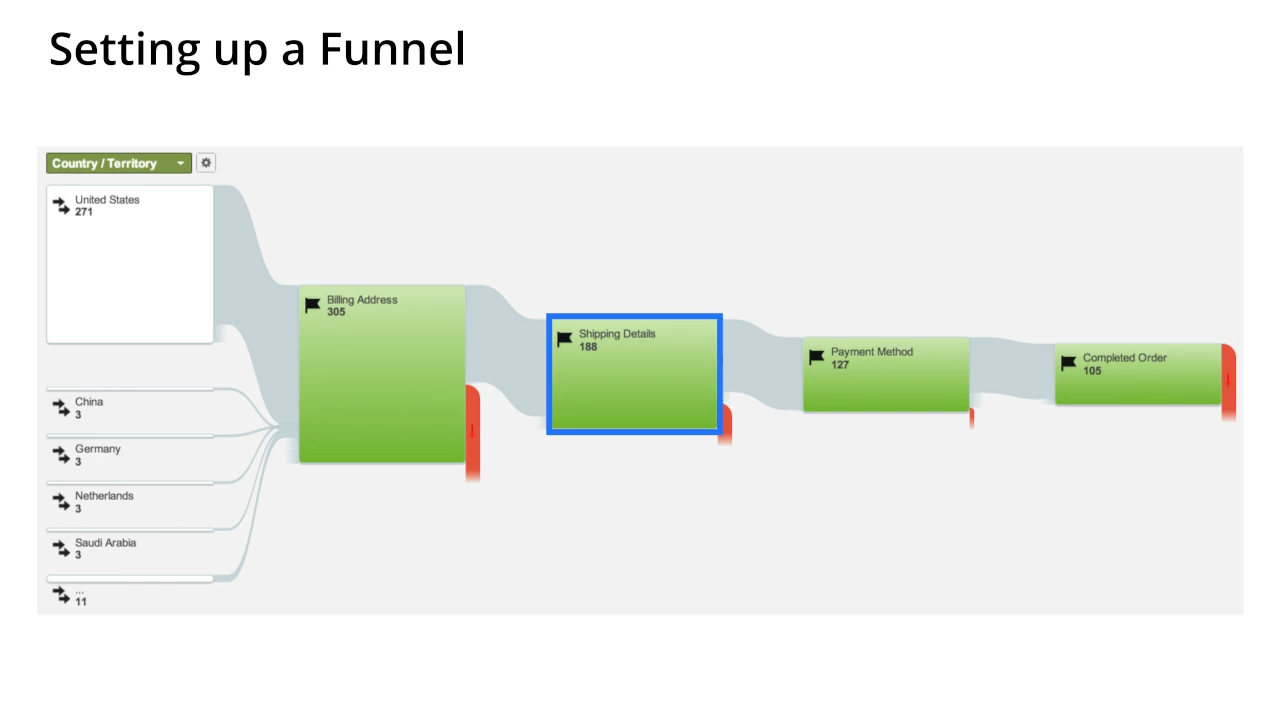 Setting up a Funnel
Country / Territory
United States
271
China
3
Germany
3
Netherlands
3
Saudi Arabia
3
...
11
Billing Address
305
Shipping Details
188
Payment Method
127
Completed Order
105